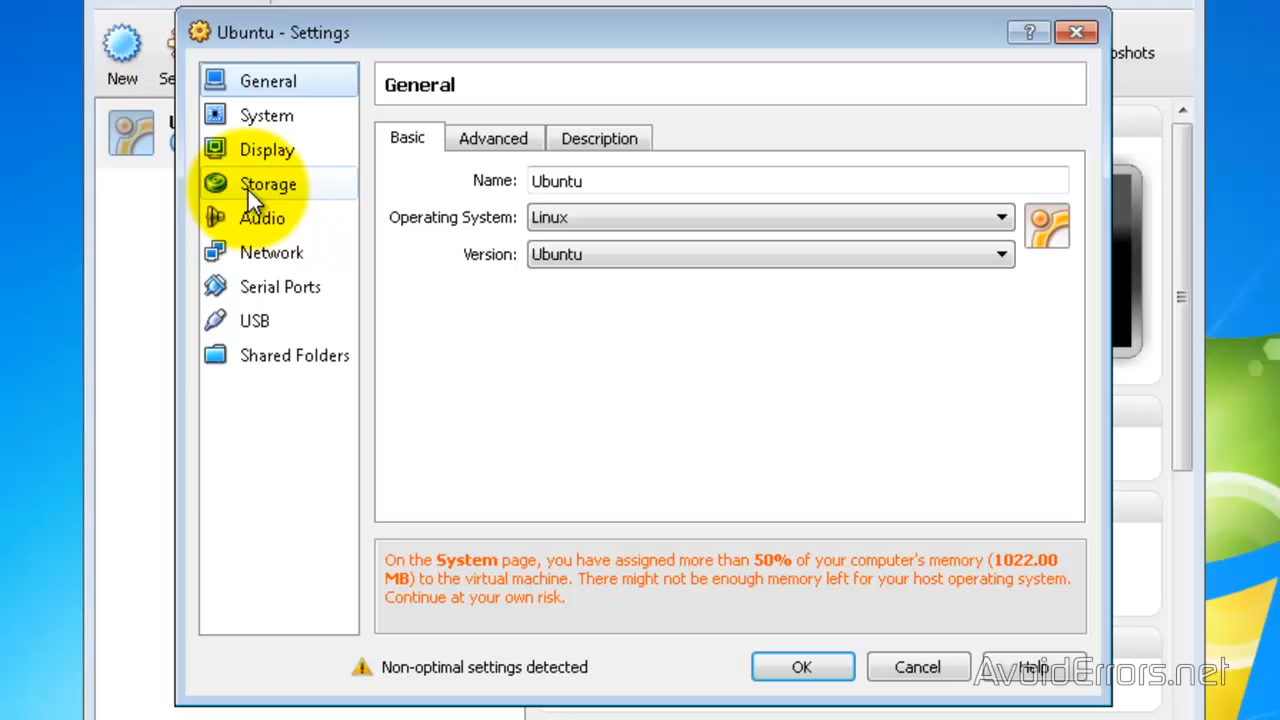 Ubuntu - Settings
?
New
pshots
General
System
Display
Storage
Audio
Network
Serial Ports
USB
Shared Folders
General
Basic
Advanced
Description
Name: Ubuntu
Operating System: Linux
Version: Ubuntu
On the System page, you have assigned more than 50% of your computer's memory (1022.00
MB) to the virtual machine. There might not be enough memory left for your host operating system.
Continue at your own risk.
Non-optimal settings detected
OK
Cancel
Help
AvoidErrors.net